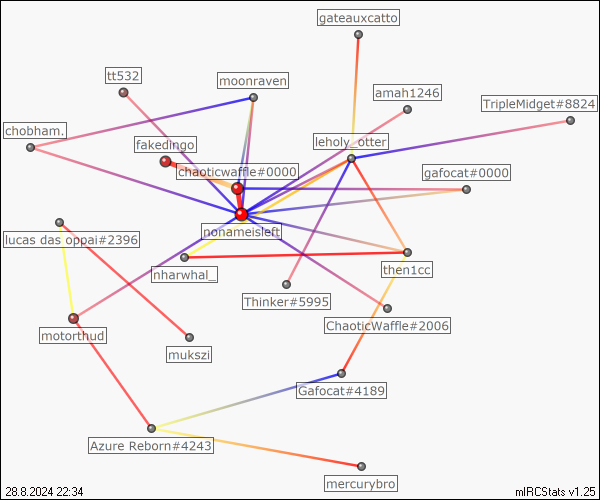 gateauxcatto
tt532
moonraven
amah1246
TripleMidget#8824
chobham.
fakedingo
leholy_otter
chaoticwaffle#0000
gafocat#0000
nonameisleft
lucas das oppai#2396
nharwhal_
then1cc
Thinker#5995
ChaoticWaffle#2006
motorthud
mukszi
Gafocat#4189
Azure Reborn#4243
mercurybro
28.8.2024 22:34
mIRCStats v1.25